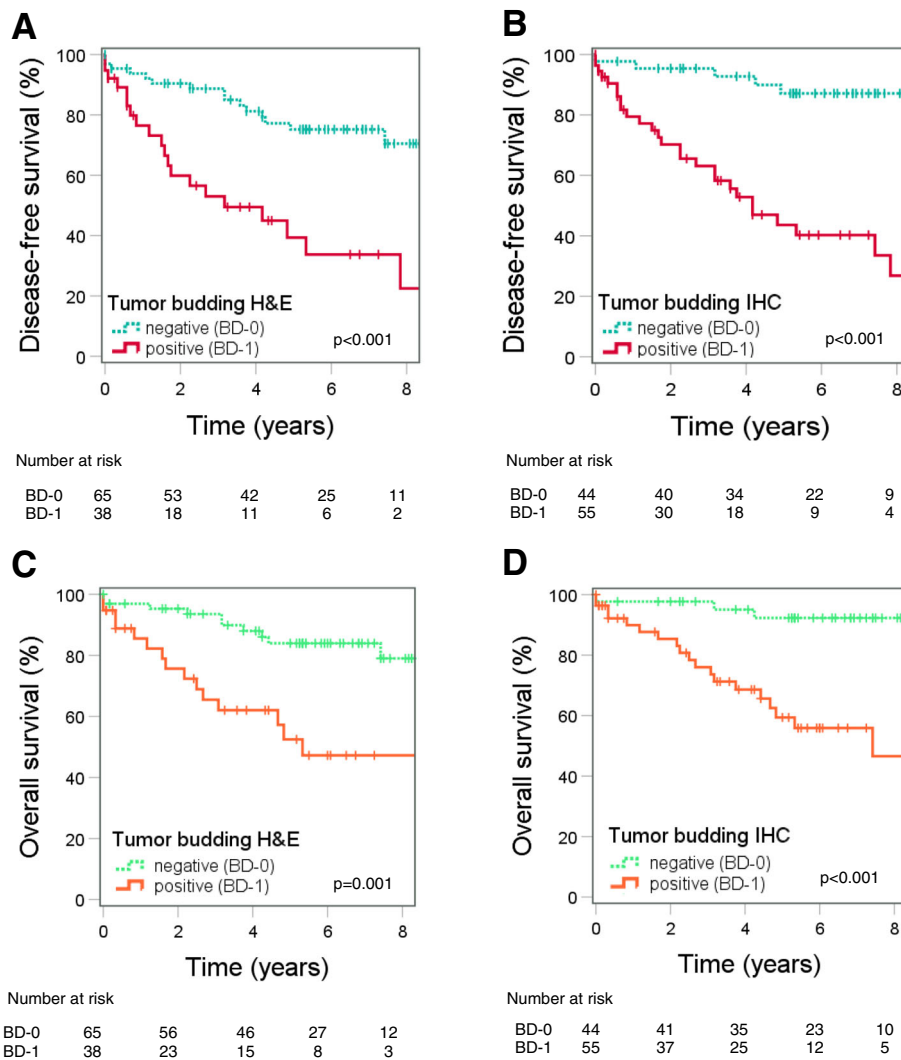 A
Disease-free survival (%)
100
80
60
40
20
0
Tumor budding H&E
negative (BD-0)
positive (BD-1)
p<0.001
0 2 4 6 8
Time (years)
Number at risk
BD-0 65 53 42 25 11
BD-1 38 18 11 6 2
B
Disease-free survival (%)
100
80
60
40
20
0
Tumor budding IHC
negative (BD-0)
positive (BD-1)
p<0.001
0 2 4 6 8
Time (years)
Number at risk
BD-0 44 40 34 22 9
BD-1 55 30 18 9 4
C
Overall survival (%)
100
80
60
40
20
0
Tumor budding H&E
negative (BD-0)
positive (BD-1)
p=0.001
0 2 4 6 8
Time (years)
Number at risk
BD-0 65 56 46 27 12
BD-1 38 23 15 8 3
D
Overall survival (%)
100
80
60
40
20
0
Tumor budding IHC
negative (BD-0)
positive (BD-1)
p<0.001
0 2 4 6 8
Time (years)
Number at risk
BD-0 44 41 35 23 10
BD-1 55 37 25 12 5